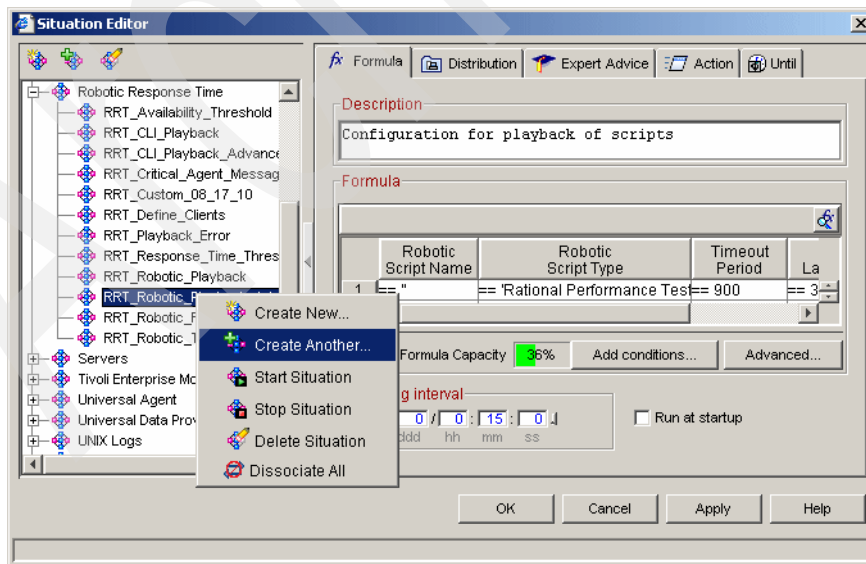 Situation Editor
Formula
Distribution
Expert Advice
Action
Until
Robotic Response Time
RRT_Availability_Threshold
RRT_CLI_Playback
RRT_CLI_Playback_Advance
RRT_Critical_Agent_Messag
RRT_Custom_08_17_10
RRT_Define_Clients
RRT_Playback_Error
RRT_Response_Time_Thres
RRT_Robotic_Playback
RRT_Robotic_
RRT_Robotic_
RRT_Robotic_
Servers
Tivoli Enterprise Mo
Universal Agent
Universal Data Prov
UNIX Logs
Create New...
Create Another...
Start Situation
Stop Situation
Delete Situation
Dissociate All
Description
Configuration for playback of scripts
Formula
Robotic Script Name
Robotic Script Type
Timeout Period
La
1 == '' == 'Rational Performance Test == 900 == 3
Formula Capacity 36% Add conditions... Advanced...
g interval
0 / 0 : 15 : 0
ddd hh mm ss
Run at startup
OK Cancel Apply Help